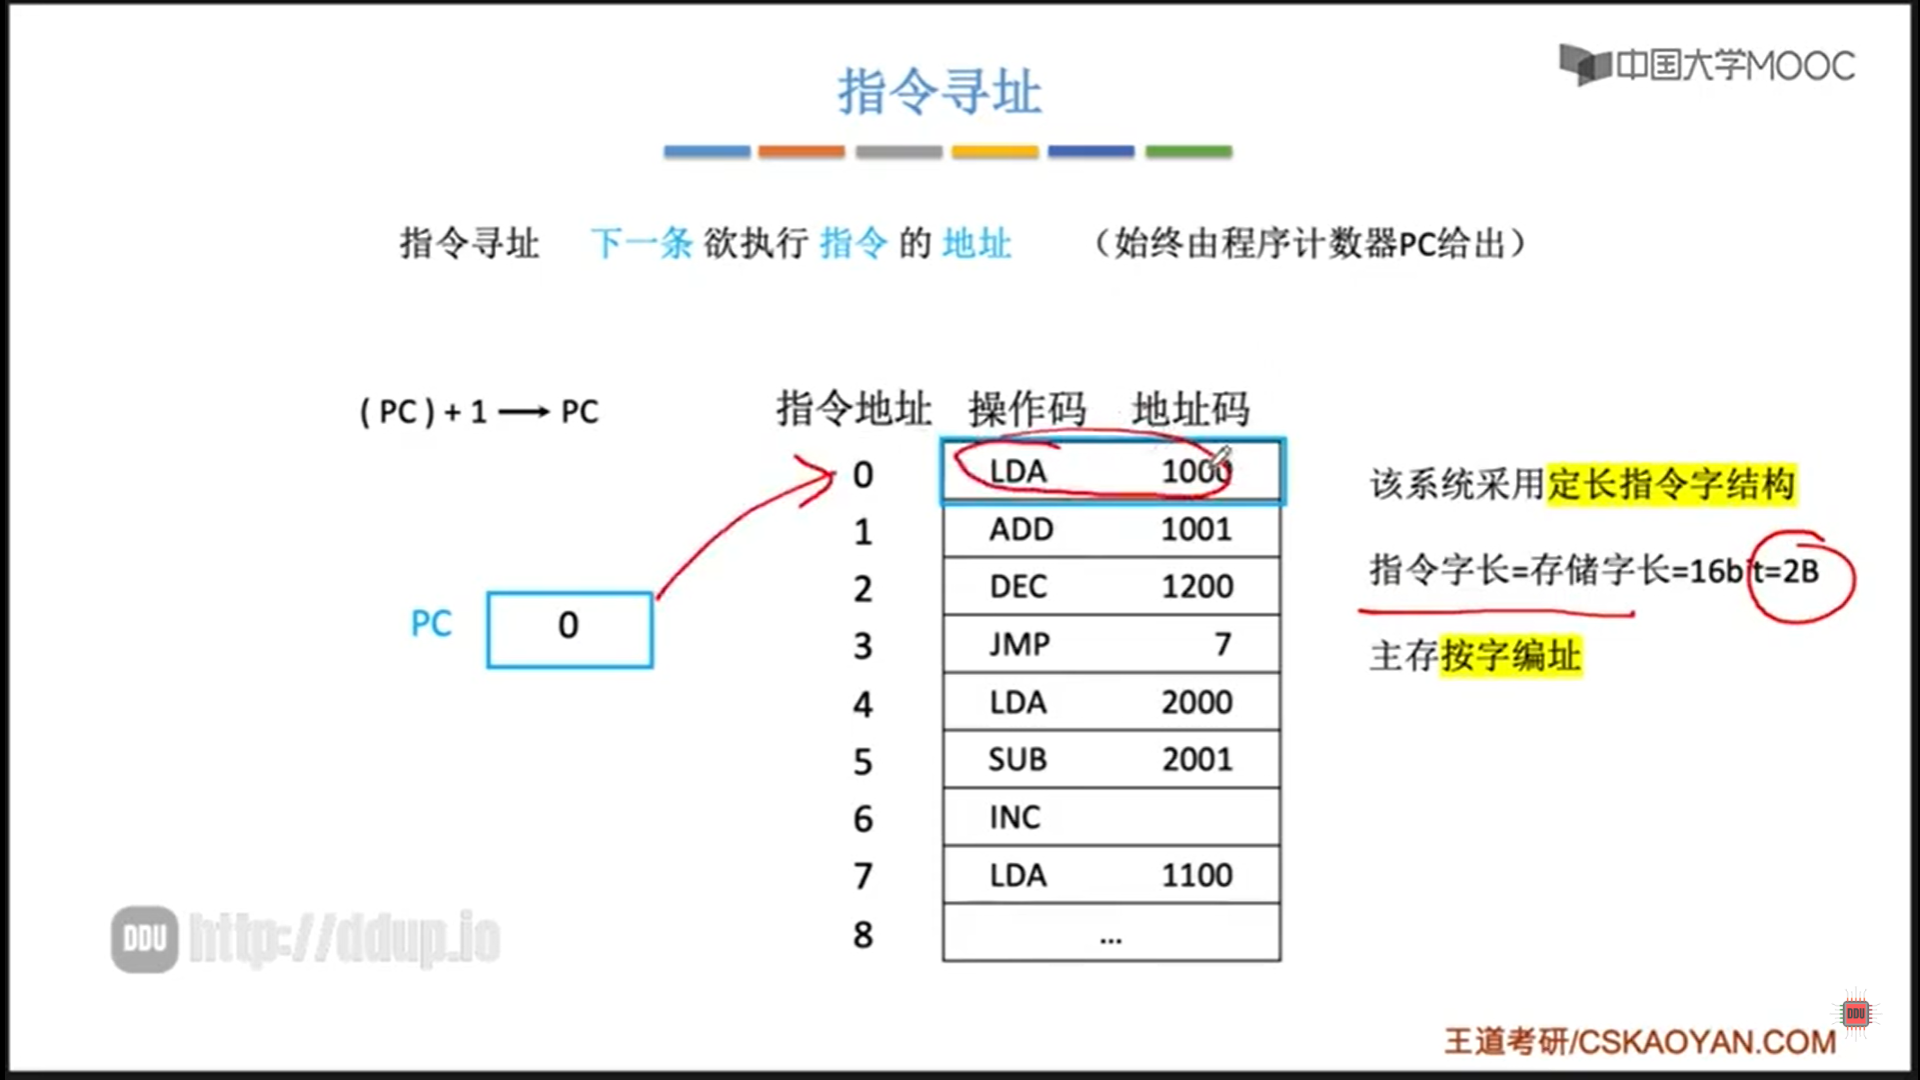 中国大学MOOC
指令寻址
指令寻址 下一条 欲执行 指令 的 地址 （始终由程序计数器PC给出）
( PC ) + 1 → PC
指令地址 操作码 地址码
0 LDA 1000
1 ADD 1001
2 DEC 1200
3 JMP 7
4 LDA 2000
5 SUB 2001
6 INC
7 LDA 1100
8 ...
PC 0
该系统采用定长指令字结构
指令字长=存储字长=16bit=2B
主存按字编址
DDU http://ddup.io
DDU
王道考研/CSKAOYAN.COM